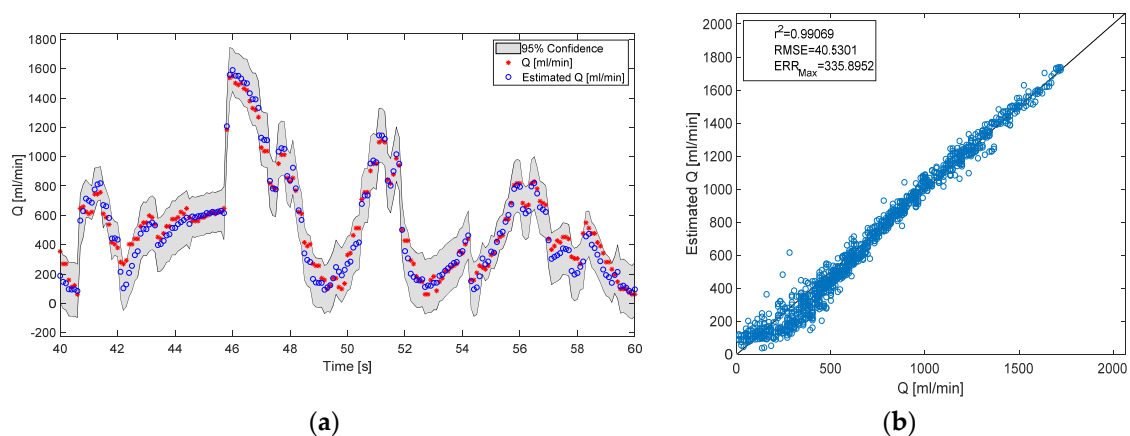 1800
1600
1400
1200
1000
800
600
400
200
0
-200
Q [ml/min]
95% Confidence
Q [ml/min]
Estimated Q [ml/min]
40 42 44 46 48 50 52 54 56 58 60
Time [s]
(a)
2000
1800
1600
1400
1200
1000
800
600
400
200
0
Estimated Q [ml/min]
r²=0.99069
RMSE=40.5301
ERR_Max=335.8952
0 500 1000 1500 2000
Q [ml/min]
(b)